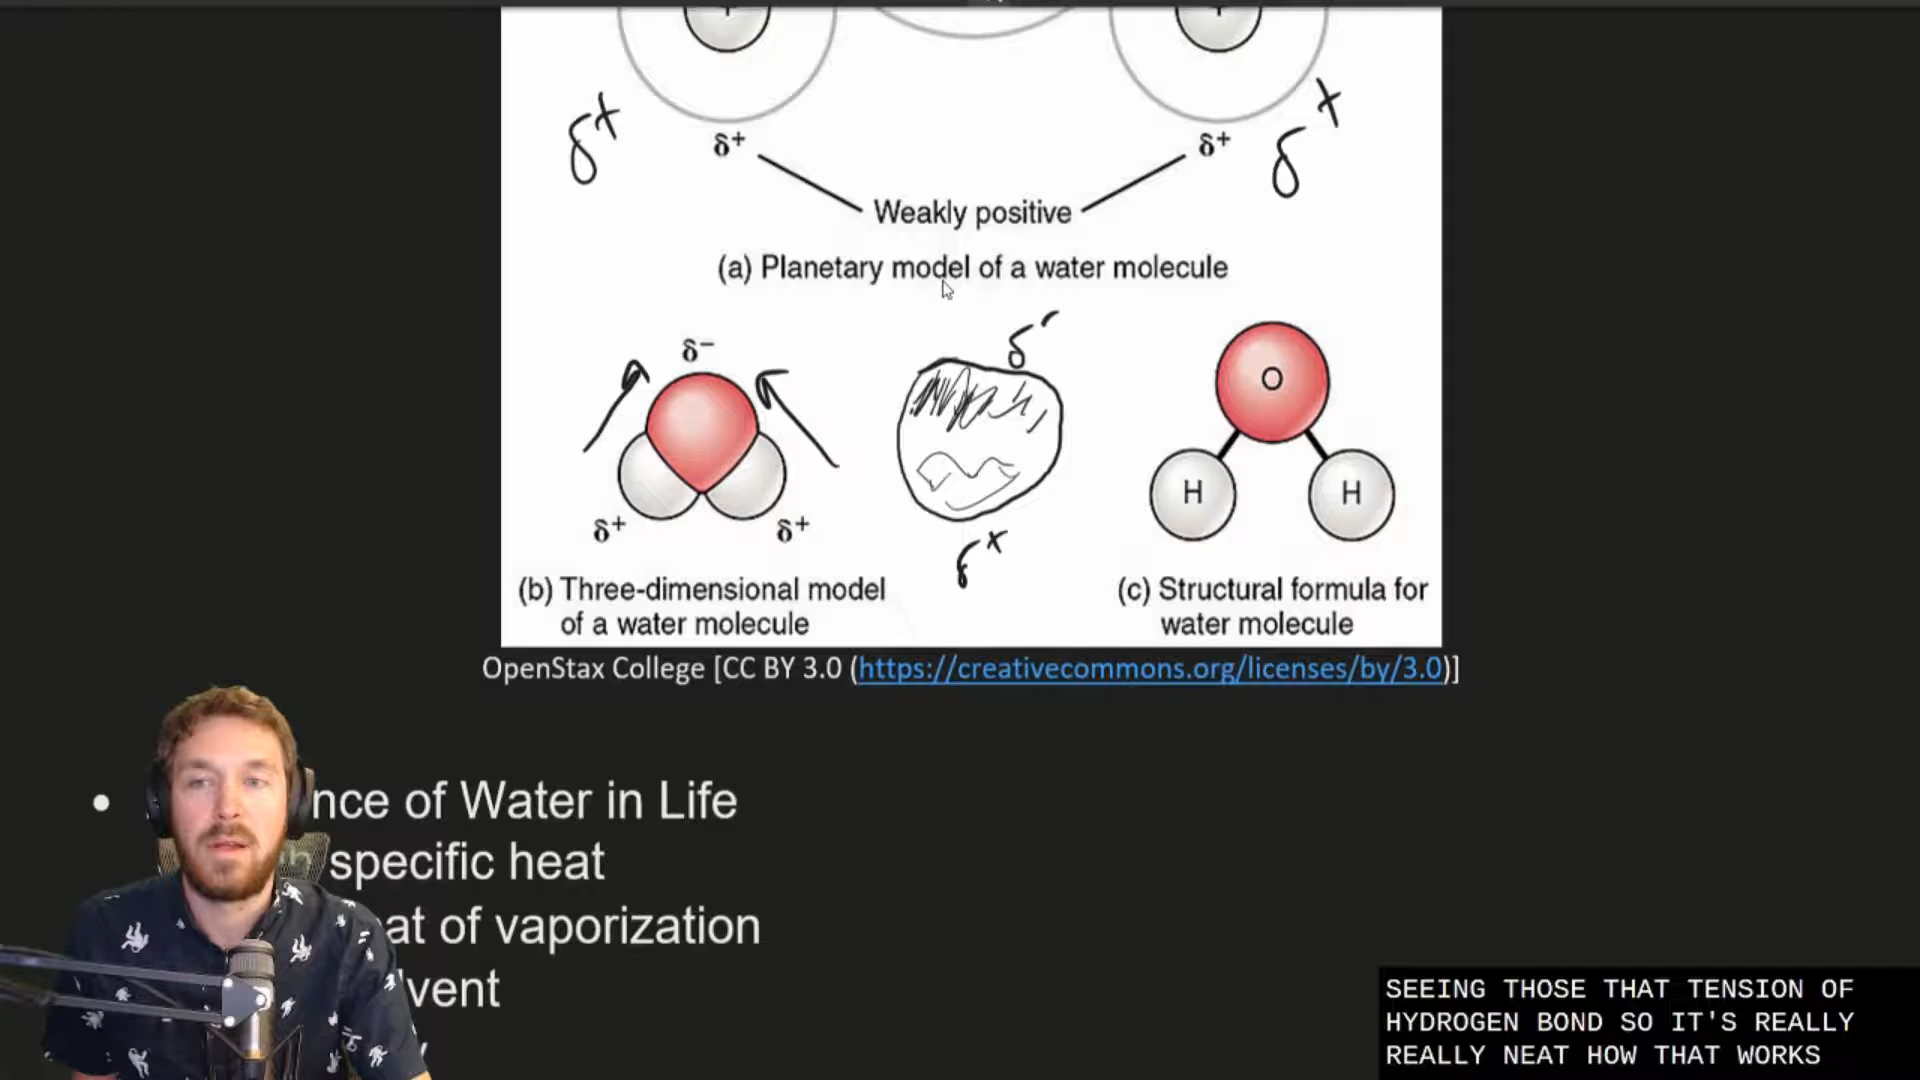 δ+ δ+
δ+ δ+
Weakly positive
(a) Planetary model of a water molecule
δ-
δ-
O
H H
δ+ δ+
δ+
(b) Three-dimensional model (c) Structural formula for
of a water molecule water molecule
OpenStax College [CC BY 3.0 (https://creativecommons.org/licenses/by/3.0)]
• nce of Water in Life
specific heat
at of vaporization
vent
SEEING THOSE THAT TENSION OF
HYDROGEN BOND SO IT'S REALLY
REALLY NEAT HOW THAT WORKS